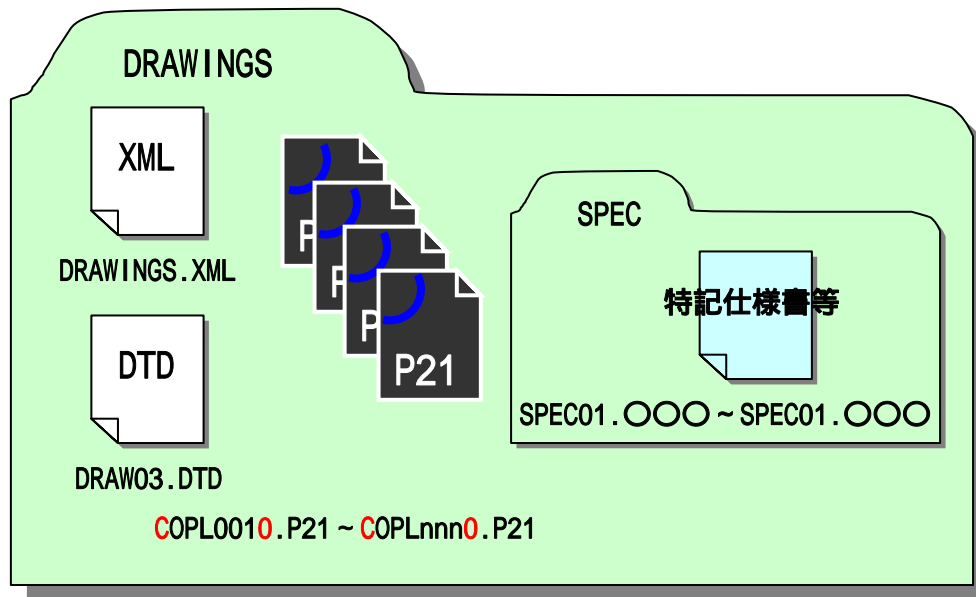 DRAWINGS
XML
DRAWINGS.XML
DTD
DRAW03.DTD
P
P
P
P21
COPL0010.P21 ~ COPLnnn0.P21
SPEC
特記仕様書等
SPEC01.○○○ ~ SPEC01.○○○